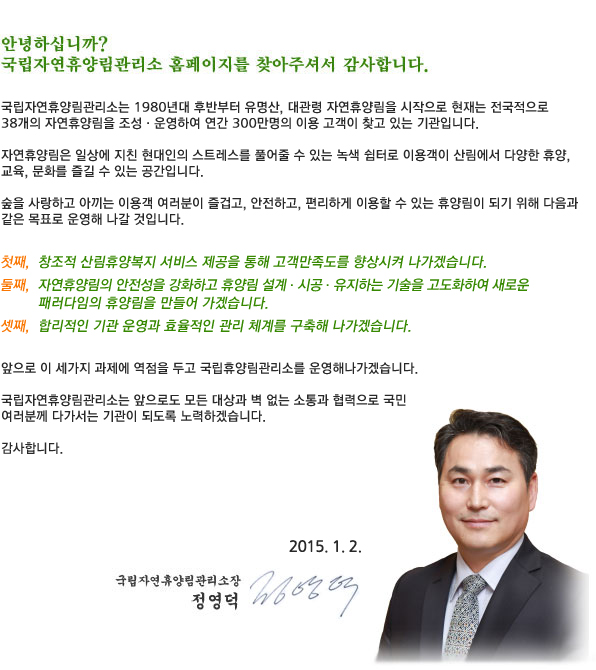 안녕하십니까?
국립자연휴양림관리소 홈페이지를 찾아주셔서 감사합니다.
국립자연휴양림관리소는 1980년대 후반부터 유명산, 대관령 자연휴양림을 시작으로 현재는 전국적으로
38개의 자연휴양림을 조성 · 운영하여 연간 300만명의 이용 고객이 찾고 있는 기관입니다.
자연휴양림은 일상에 지친 현대인의 스트레스를 풀어줄 수 있는 녹색 쉼터로 이용객이 산림에서 다양한 휴양,
교육, 문화를 즐길 수 있는 공간입니다.
숲을 사랑하고 아끼는 이용객 여러분이 즐겁고, 안전하고, 편리하게 이용할 수 있는 휴양림이 되기 위해 다음과
같은 목표로 운영해 나갈 것입니다.
첫째, 창조적 산림휴양복지 서비스 제공을 통해 고객만족도를 향상시켜 나가겠습니다.
둘째, 자연휴양림의 안전성을 강화하고 휴양림 설계 · 시공 · 유지하는 기술을 고도화하여 새로운
패러다임의 휴양림을 만들어 가겠습니다.
셋째, 합리적인 기관 운영과 효율적인 관리 체계를 구축해 나가겠습니다.
앞으로 이 세가지 과제에 역점을 두고 국립휴양림관리소를 운영해나가겠습니다.
국립자연휴양림관리소는 앞으로도 모든 대상과 벽 없는 소통과 협력으로 국민
여러분께 다가서는 기관이 되도록 노력하겠습니다.
감사합니다.
2015. 1. 2.
국립자연휴양림관리소장
정영덕